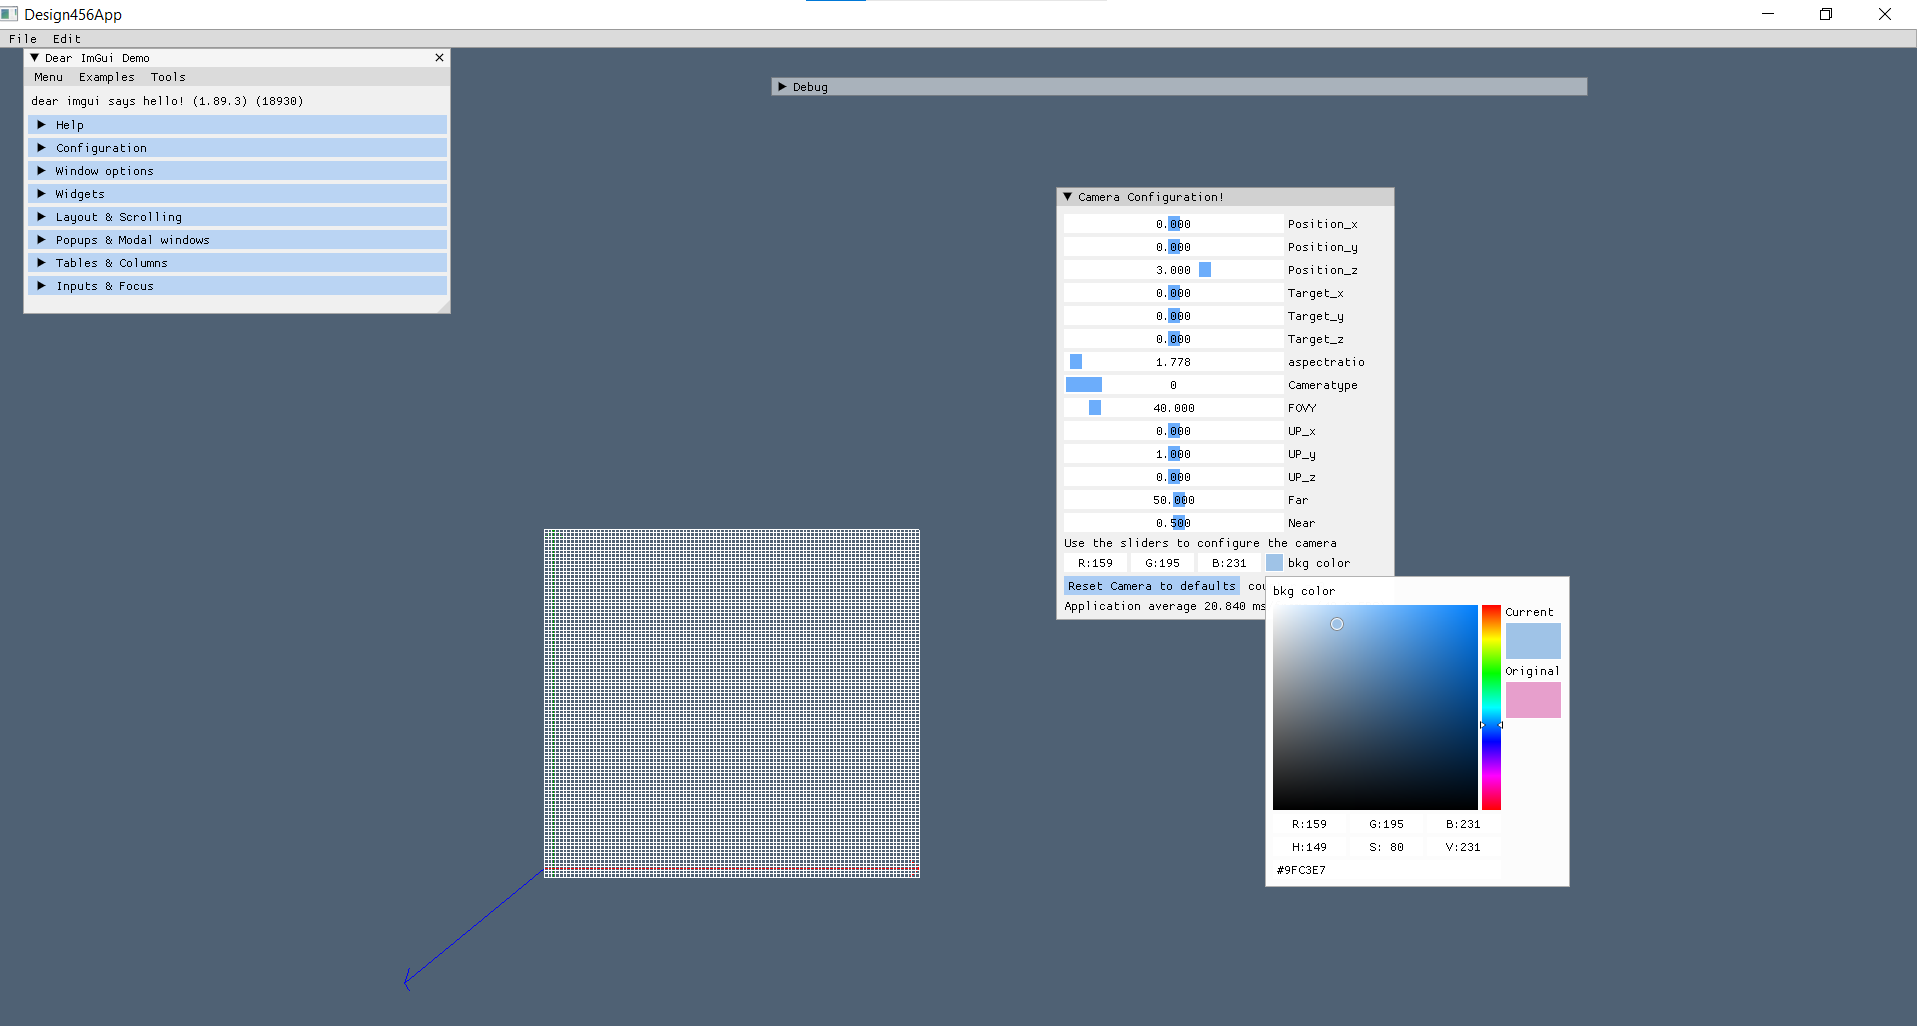 Design456App
File Edit
Dear ImGui Demo
Menu Examples Tools
dear imgui says hello! (1.89.3) (18930)
Help
Configuration
Window options
Widgets
Layout & Scrolling
Popups & Modal windows
Tables & Columns
Inputs & Focus
Debug
Camera Configuration!
0.000 Position_x
0.000 Position_y
3.000 Position_z
0.000 Target_x
0.000 Target_y
0.000 Target_z
1.778 aspectratio
0 Cameratype
40.000 FOVY
0.000 UP_x
1.000 UP_y
0.000 UP_z
50.000 Far
0.500 Near
Use the sliders to configure the camera
R:159 G:195 B:231 bkg color
Reset Camera to defaults
Application average 20.840 ms
bkg color
Current
Original
R:159 G:195 B:231
H:149 S: 80 V:231
#9FC3E7